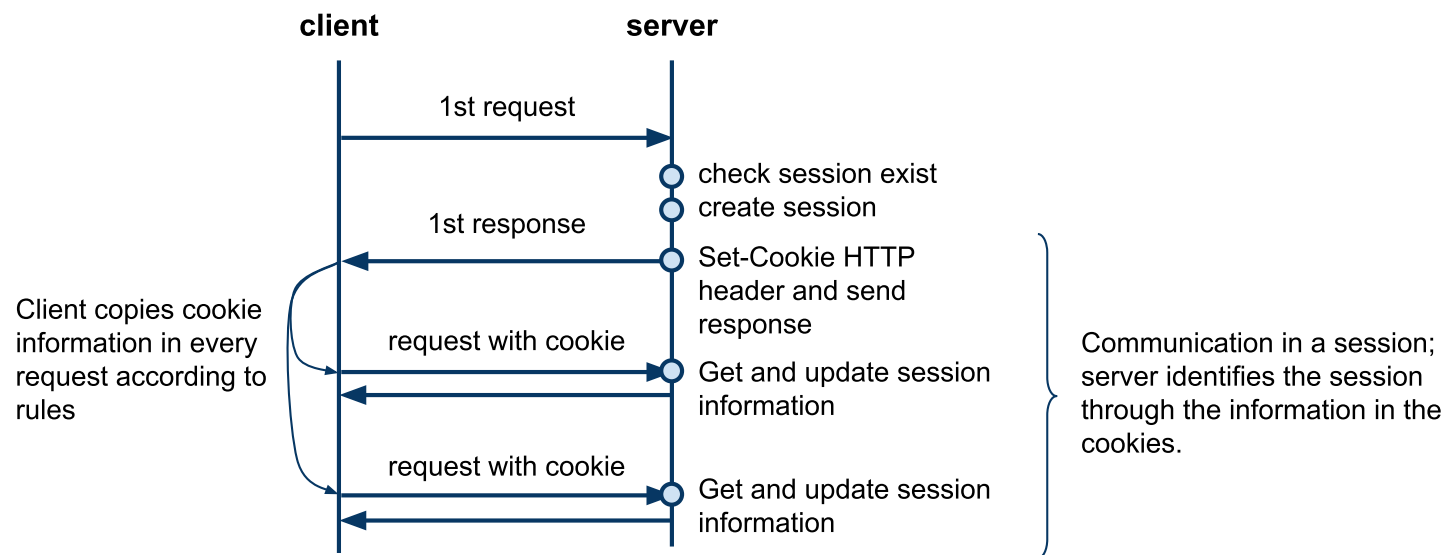 client
server
1st request
check session exist
create session
1st response
Set-Cookie HTTP
header and send
response
Client copies cookie
information in every
request according to
rules
request with cookie
Get and update session
information
Communication in a session;
server identifies the session
through the information in the
cookies.
request with cookie
Get and update session
information